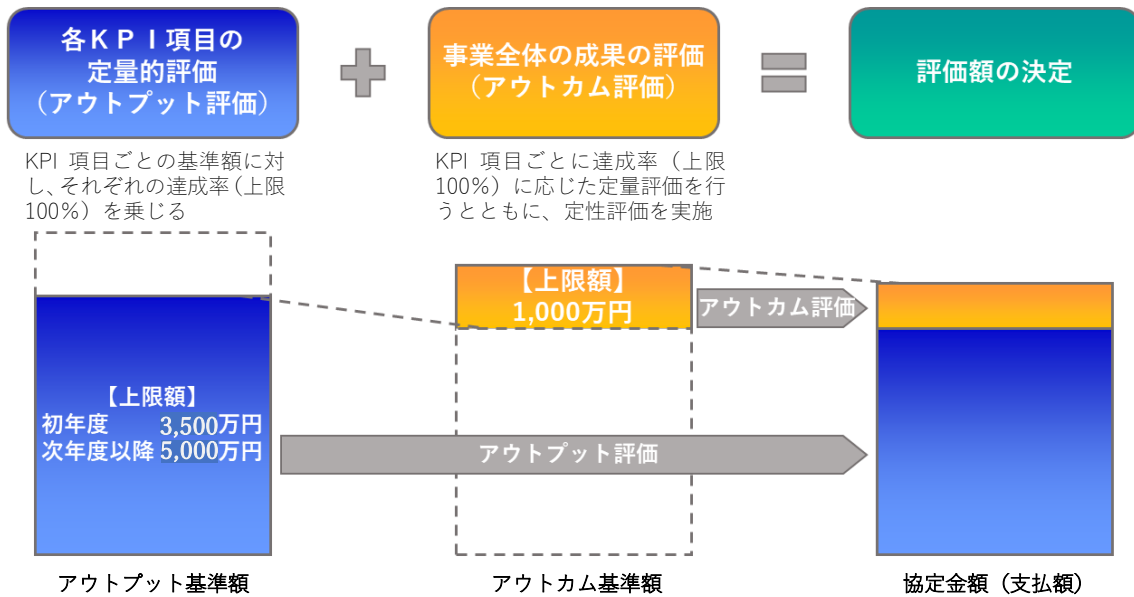 各ＫＰＩ項目の
定量的評価
（アウトプット評価）
事業全体の成果の評価
（アウトカム評価）
評価額の決定
KPI 項目ごとの基準額に対
し、それぞれの達成率（上限
100％）を乗じる
KPI 項目ごとに達成率（上限
100％）に応じた定量評価を行
うとともに、定性評価を実施
【上限額】
1,000万円
アウトカム評価
【上限額】
初年度 3,500万円
次年度以降 5,000万円
アウトプット評価
アウトプット基準額
アウトカム基準額
協定金額（支払額）